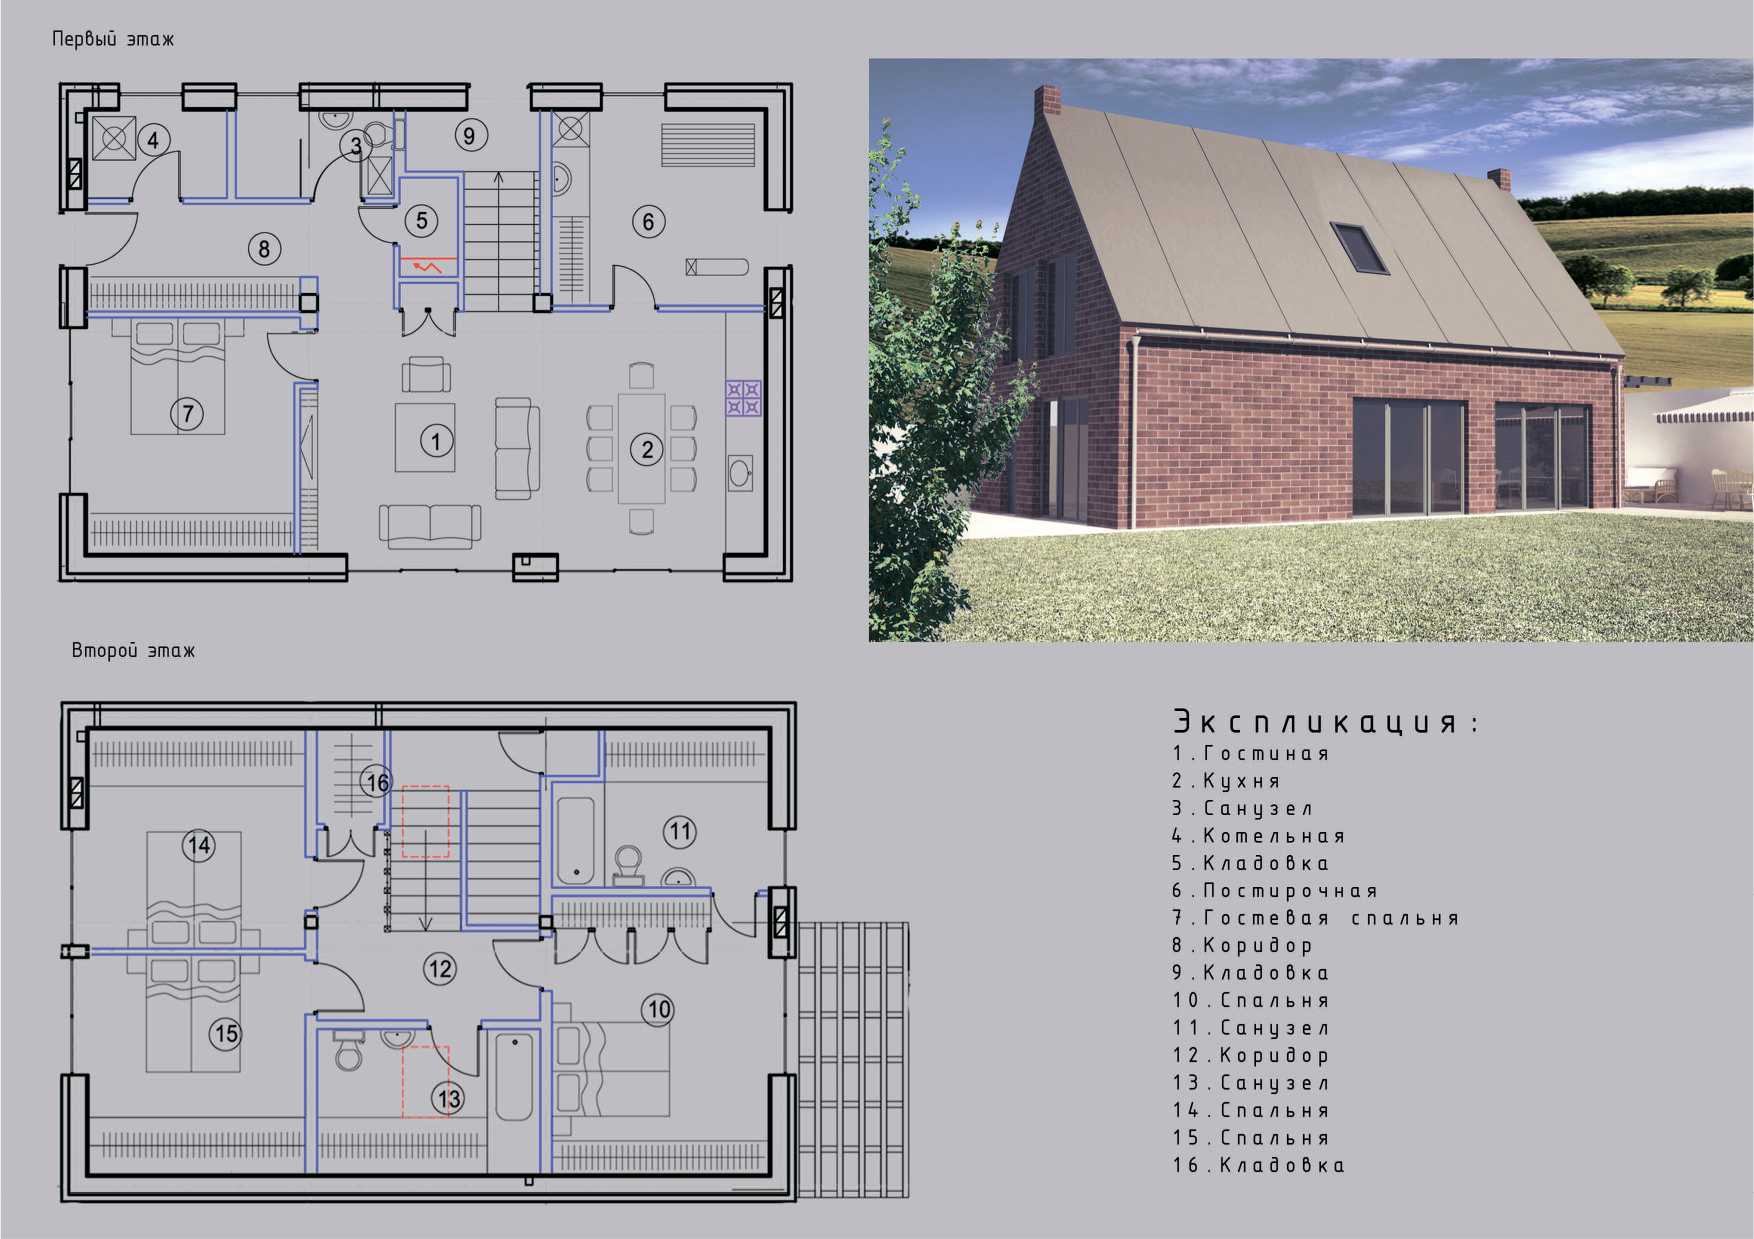 Первый этаж
4
3
9
5
6
8
7
1
2
Второй этаж
16
14
11
12
10
15
13
Экспликация:
1.Гостиная
2.Кухня
3.Санузел
4.Котельная
5.Кладовка
6.Постирочная
7.Гостевая спальня
8.Коридор
9.Кладовка
10.Спальня
11.Санузел
12.Коридор
13.Санузел
14.Спальня
15.Спальня
16.Кладовка